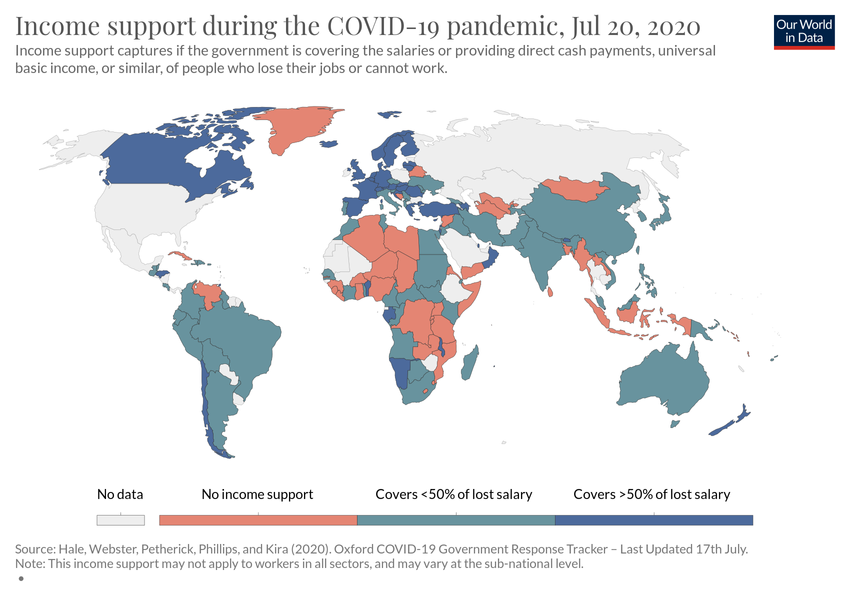 Income support during the COVID-19 pandemic, Jul 20, 2020
Our World
in Data
Income support captures if the government is covering the salaries or providing direct cash payments, universal
basic income, or similar, of people who lose their jobs or cannot work.
No data
No income support
Covers <50% of lost salary
Covers >50% of lost salary
Source: Hale, Webster, Petherick, Phillips, and Kira (2020). Oxford COVID-19 Government Response Tracker – Last Updated 17th July.
Note: This income support may not apply to workers in all sectors, and may vary at the sub-national level.
•